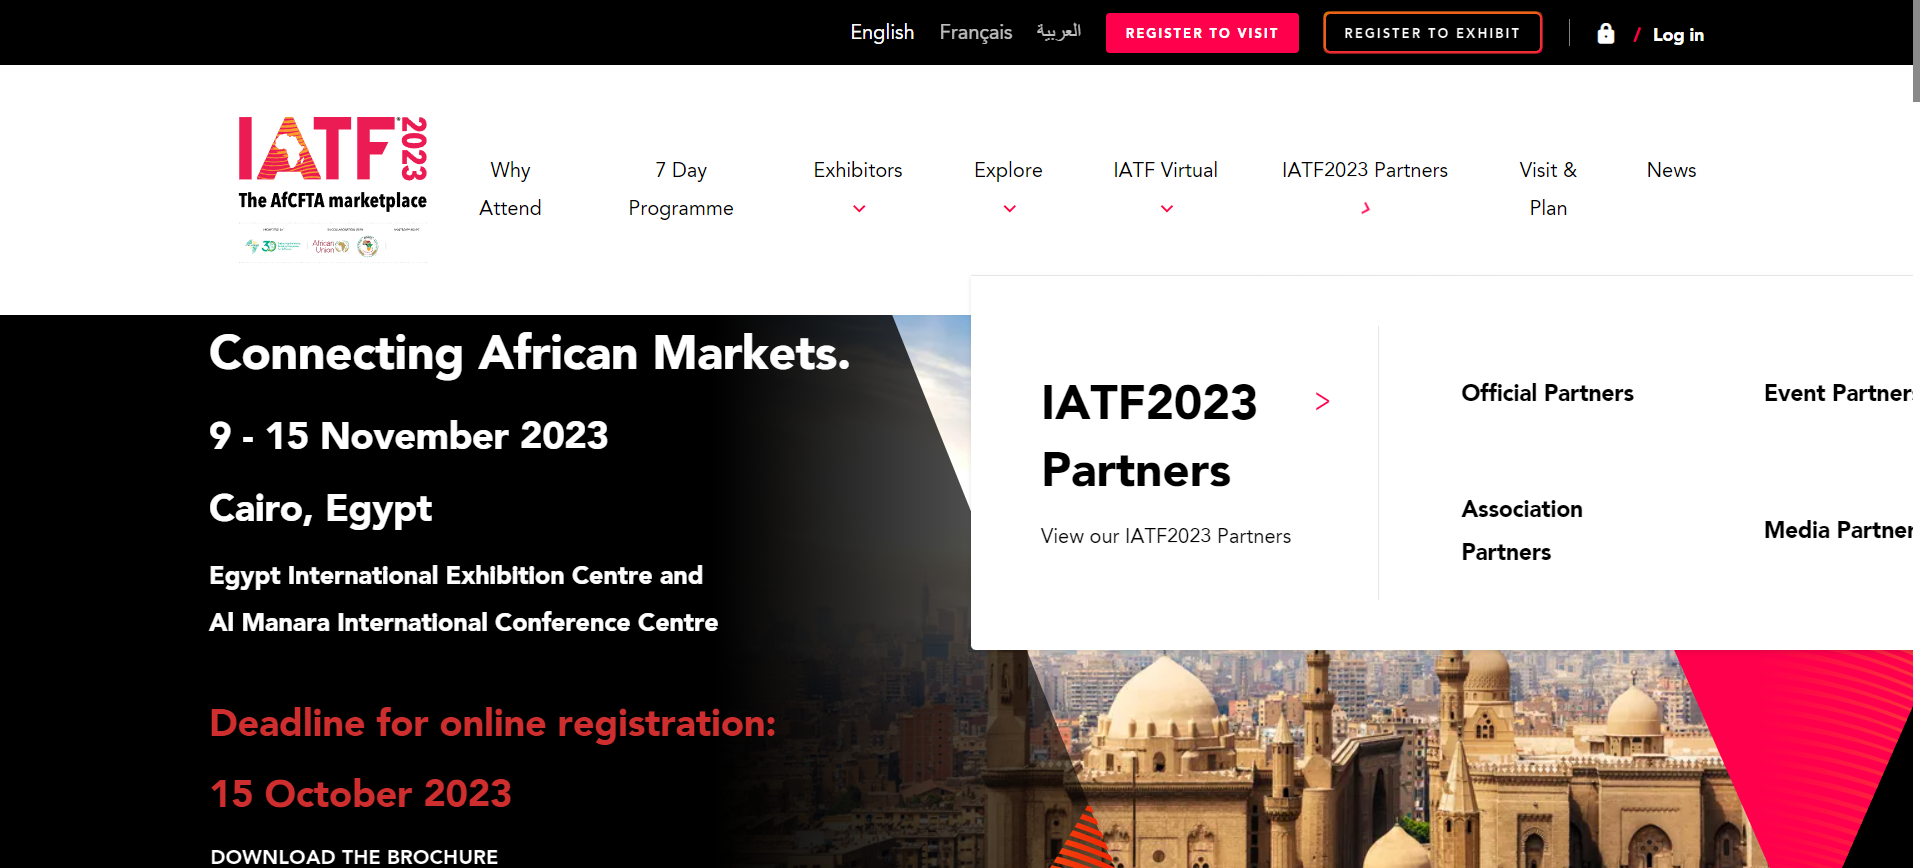 English Français العربية REGISTER TO VISIT REGISTER TO EXHIBIT / Log in
IATF 2023
The AfCFTA marketplace
African Union
Why Attend
7 Day Programme
Exhibitors
Explore
IATF Virtual
IATF2023 Partners
Visit & Plan
News
Connecting African Markets.
9 - 15 November 2023
Cairo, Egypt
Egypt International Exhibition Centre and
Al Manara International Conference Centre
Deadline for online registration:
15 October 2023
DOWNLOAD THE BROCHURE
IATF2023 >
Partners
View our IATF2023 Partners
Official Partners
Event Partners
Association
Partners
Media Partner